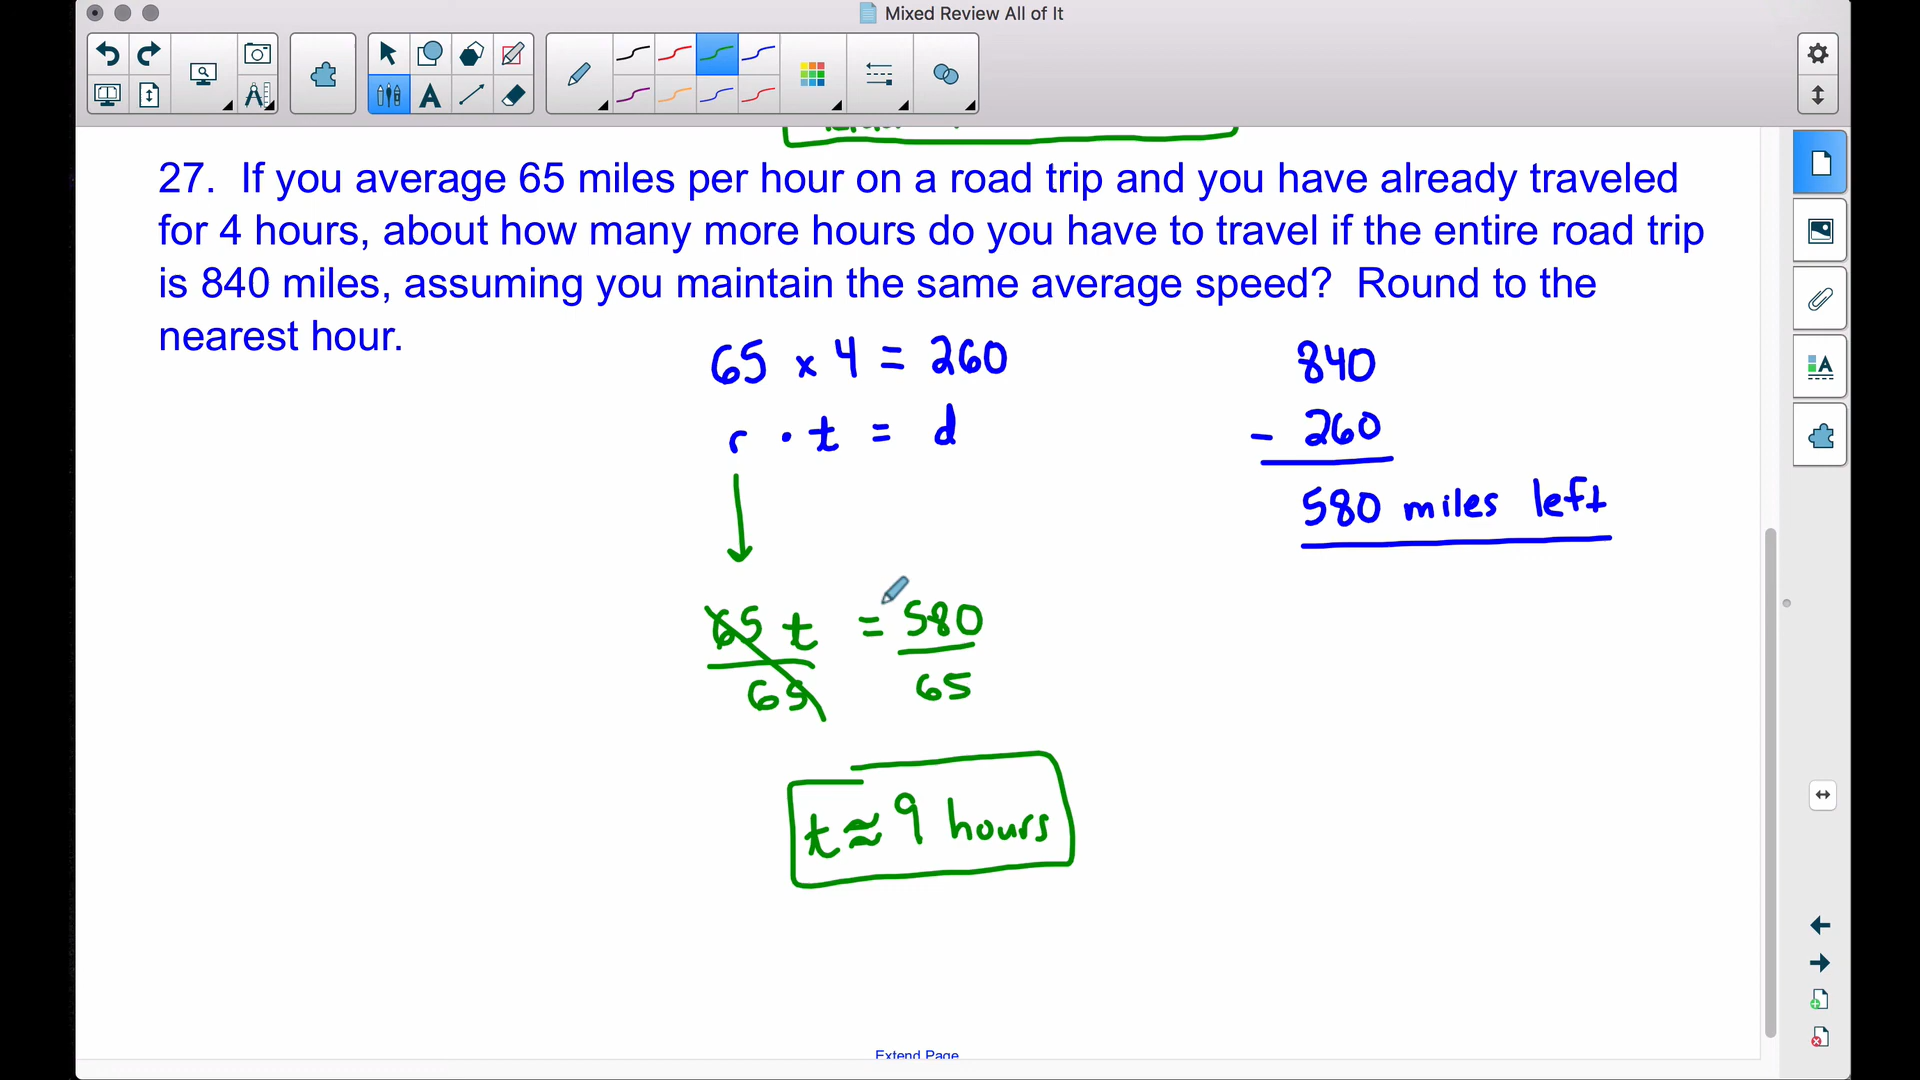 Mixed Review All of It
27. If you average 65 miles per hour on a road trip and you have already traveled
for 4 hours, about how many more hours do you have to travel if the entire road trip
is 840 miles, assuming you maintain the same average speed? Round to the
nearest hour.
65 x 4 = 260
r · t = d
840
- 260
580 miles left
65 t = 580
65 65
t ≈ 9 hours
Extend Page